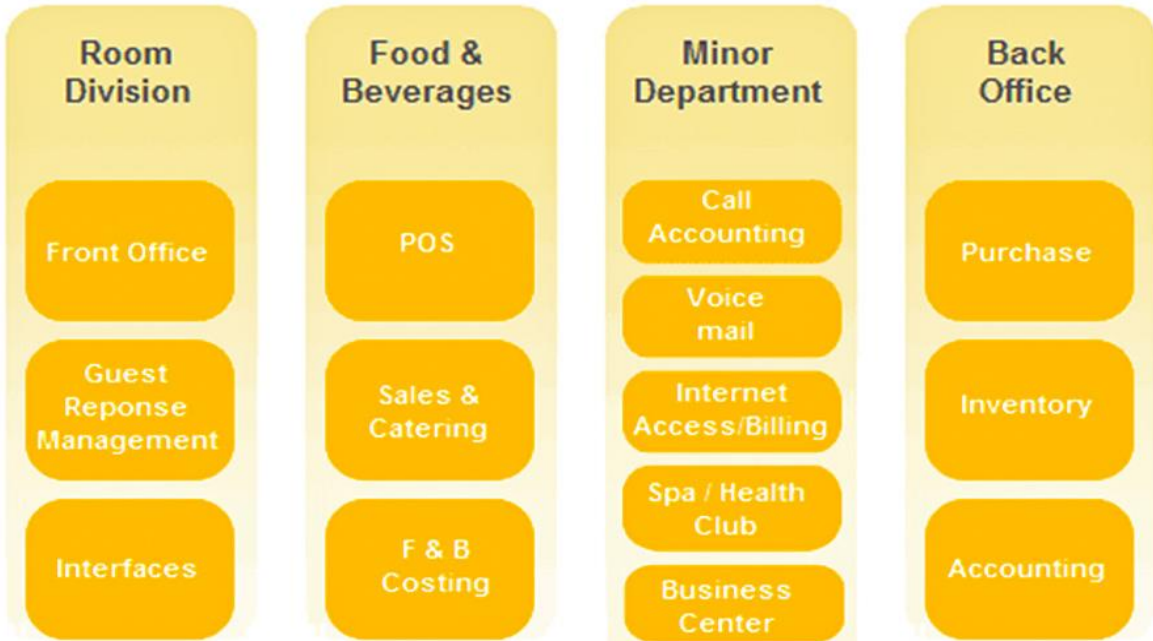 Room
Division
Front Office
Guest
Reponse
Management
Interfaces
Food &
Beverages
POS
Sales &
Catering
F & B
Costing
Minor
Department
Call
Accounting
Voice
mail
Internet
Access/Billing
Spa / Health
Club
Business
Center
Back
Office
Purchase
Inventory
Accounting